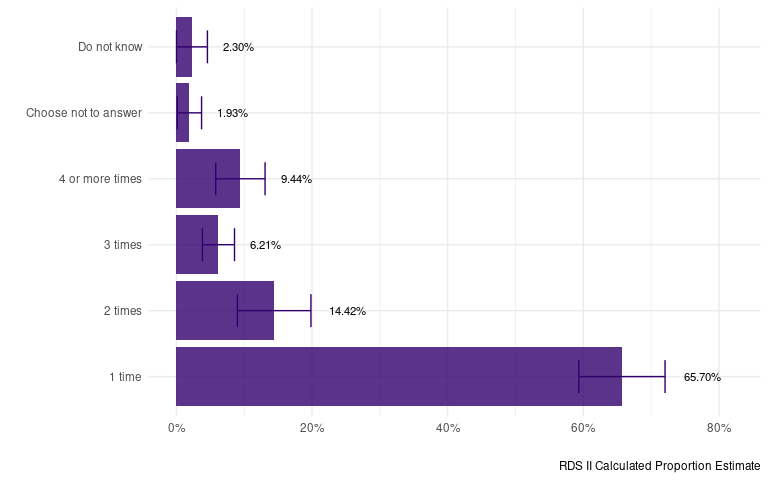 Do not know 2.30%
Choose not to answer 1.93%
4 or more times 9.44%
3 times 6.21%
2 times 14.42%
1 time 65.70%
0% 20% 40% 60% 80%
RDS II Calculated Proportion Estimate